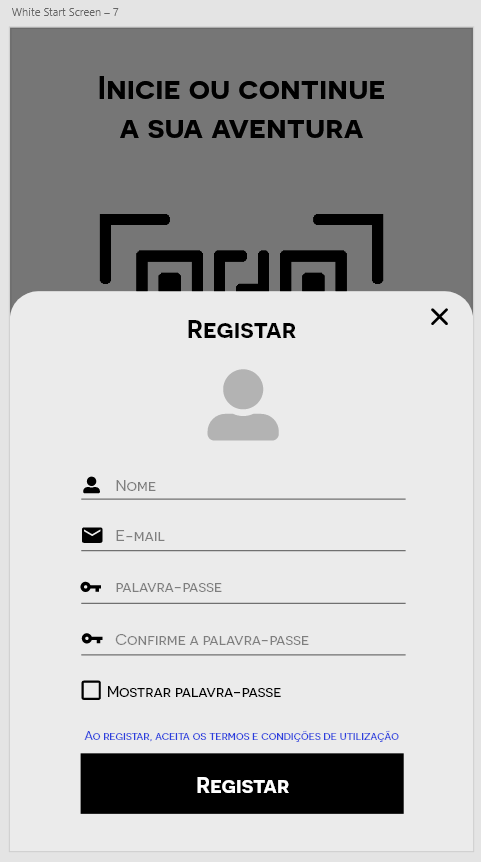 White Start Screen – 7
Inicie ou continue
a sua aventura
Registar
Nome
E-mail
palavra-passe
Confirme a palavra-passe
Mostrar palavra-passe
Ao registar, aceita os termos e condições de utilização
Registar